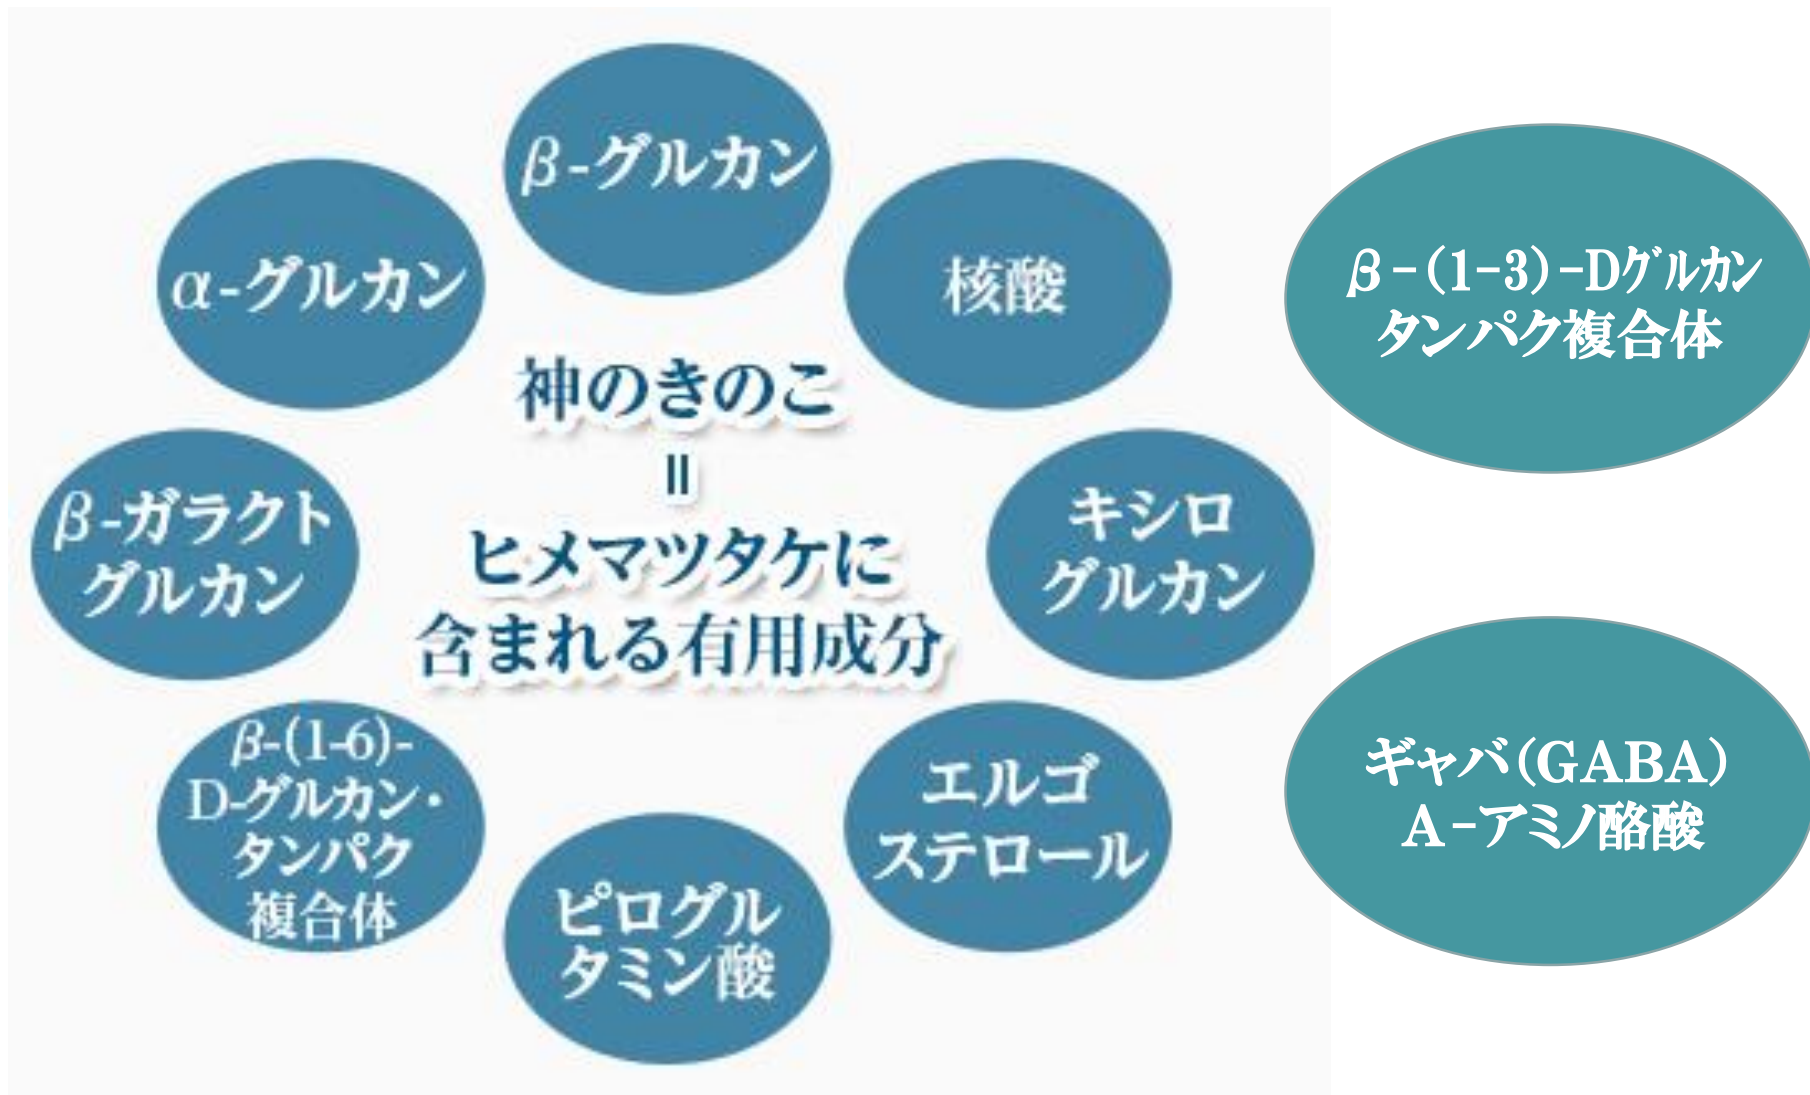 β-グルカン
α-グルカン
核酸
神のきのこ
=
ヒメマツタケに
含まれる有用成分
β-ガラクト
グルカン
キシロ
グルカン
β-(1-6)-
D-グルカン・
タンパク
複合体
ピログル
タミン酸
エルゴ
ステロール
β-(1-3)-Dグルカン
タンパク複合体
ギャバ(GABA)
A-アミノ酪酸